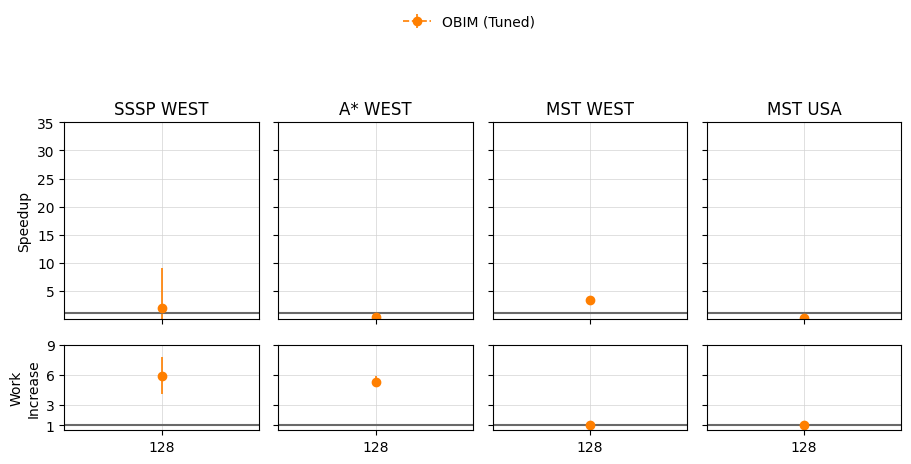 OBIM (Tuned)
SSSP WEST
A* WEST
MST WEST
MST USA
35
30
25
20
15
10
5
Speedup
9
6
3
1
Work
Increase
128
128
128
128